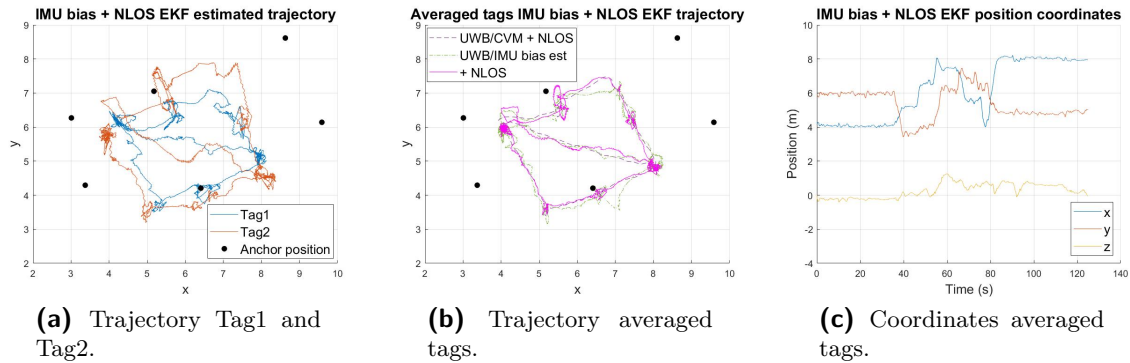 IMU bias + NLOS EKF estimated trajectory
9
8
7
6
5
4
3
2
y
2 3 4 5 6 7 8 9 10
x
Tag1
Tag2
Anchor position
(a) Trajectory Tag1 and
Tag2.
Averaged tags IMU bias + NLOS EKF trajectory
9
8
7
6
5
4
3
2
y
2 3 4 5 6 7 8 9 10
x
UWB/CVM + NLOS
UWB/IMU bias est
+ NLOS
(b) Trajectory averaged
tags.
IMU bias + NLOS EKF position coordinates
10
8
6
4
2
0
-2
-4
Position (m)
0 20 40 60 80 100 120 140
Time (s)
x
y
z
(c) Coordinates averaged
tags.